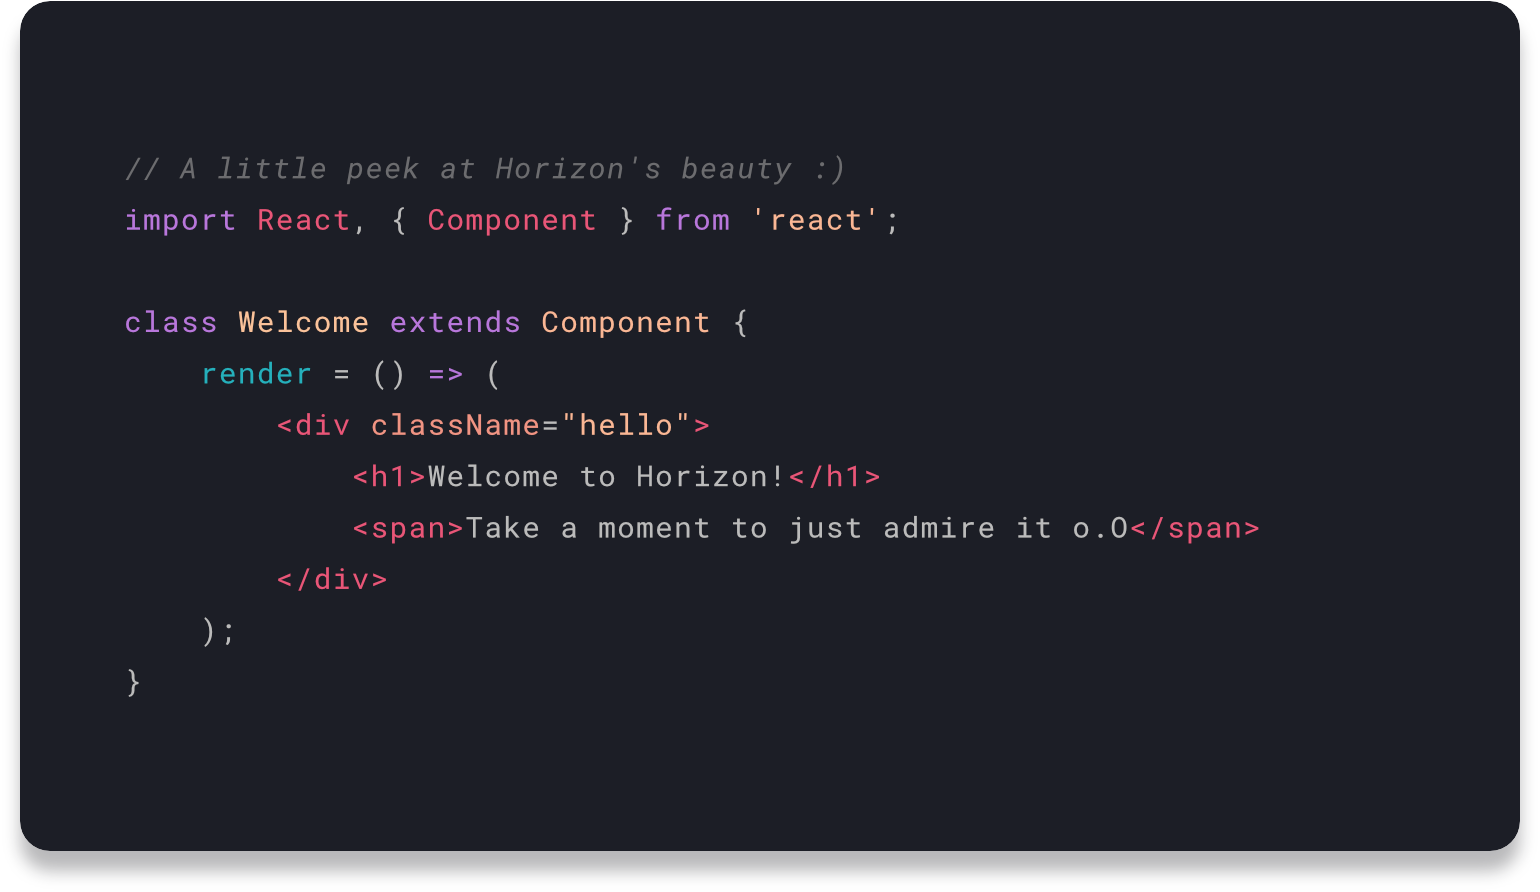 // A little peek at Horizon's beauty :)
import React, { Component } from 'react';

class Welcome extends Component {
    render = () => (
        <div className="hello">
            <h1>Welcome to Horizon!</h1>
            <span>Take a moment to just admire it o.O</span>
        </div>
    );
}